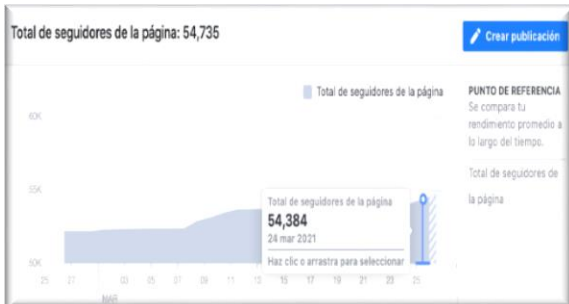 Total de seguidores de la página: 54,735
Crear publicación
Total de seguidores de la página
PUNTO DE REFERENCIA
Se compara tu
rendimiento promedio a
lo largo del tiempo.
Total de seguidores de
la página
60K
55K
50K
Total de seguidores de la página
54,384
24 mar 2021
Haz clic o arrastra para seleccionar
25 27 03 05 07 09 11 13 15 17 19 21 23 25
MAR